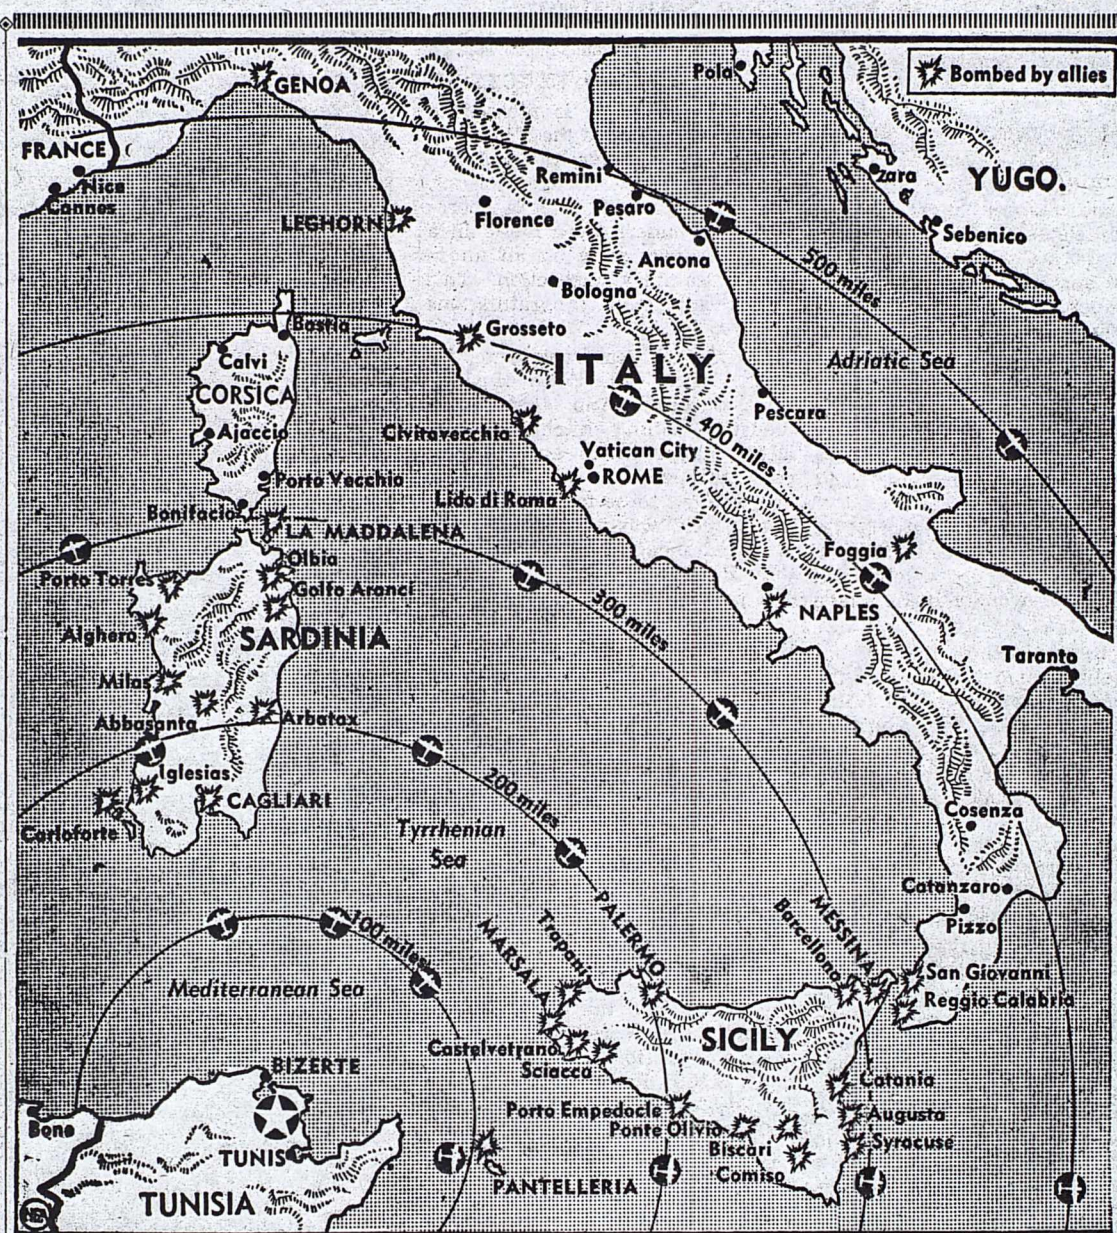 Bombed by allies
GENOA
Pola
FRANCE
Nice
Cannes
Remini
Zara
YUGO.
LEGHORN
Florence
Pesaro
Sebenico
Ancona
500 miles
Bologna
Bastia
Grosseto
ITALY
Adriatic Sea
Calvi
CORSICA
Pescara
Ajaccio
Civitavecchia
400 miles
Vatican City
ROME
Porto Vecchio
Lido di Roma
Bonifacio
LA MADDALENA
Foggia
Olbia
Porto Torres
Golfo Aranci
300 miles
NAPLES
Alghero
SARDINIA
Taranto
Milas
Abbasanta
Arbatax
Iglesias
200 miles
CAGLIARI
Carloforte
Tyrrhenian
Sea
Cosenza
Catanzaro
Pizzo
100 miles
MARSALA
Trapani
PALERMO
Barcellona
MESSINA
San Giovanni
Reggio Calabria
Mediterranean Sea
SICILY
Castelvetrano
Sciacca
BIZERTE
Catania
Porto Empedocle
Augusta
Bone
Ponte Olivio
Syracuse
Biscari
Comiso
TUNIS
PANTELLERIA
TUNISIA